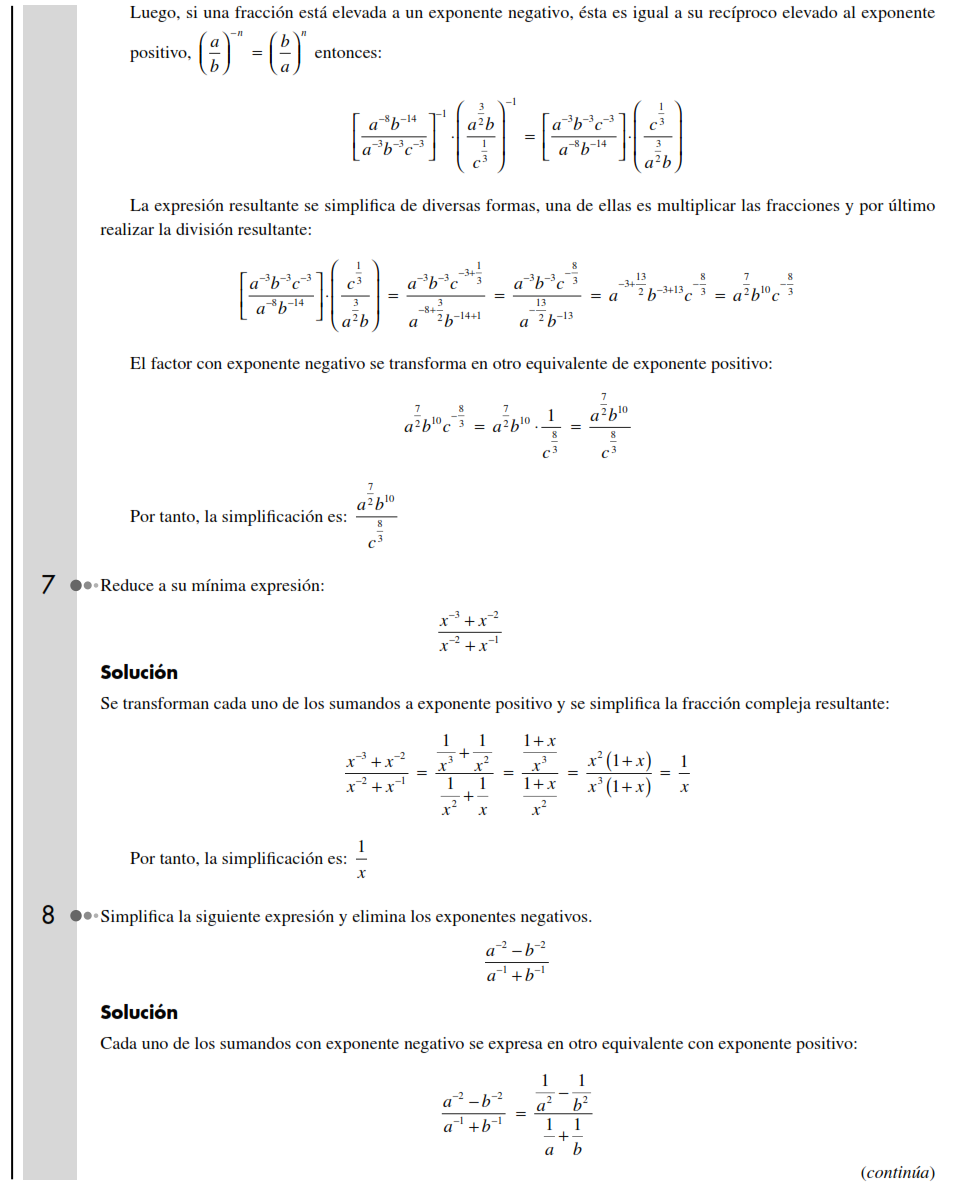 Luego, si una fracción está elevada a un exponente negativo, ésta es igual a su recíproco elevado al exponente
positivo, $\left(\frac{a}{b}\right)^{-n} = \left(\frac{b}{a}\right)^{n}$ entonces:
$\left[\frac{a^{-8}b^{-14}}{a^{-3}b^{-3}c^{-3}}\right]^{-1} \cdot \left(\frac{a^{\frac{3}{2}}b}{c^{\frac{1}{3}}}\right)^{-1} = \left[\frac{a^{-3}b^{-3}c^{-3}}{a^{-8}b^{-14}}\right] \cdot \left(\frac{c^{\frac{1}{3}}}{a^{\frac{3}{2}}b}\right)$
La expresión resultante se simplifica de diversas formas, una de ellas es multiplicar las fracciones y por último
realizar la división resultante:
$\left[\frac{a^{-3}b^{-3}c^{-3}}{a^{-8}b^{-14}}\right] \cdot \left(\frac{c^{\frac{1}{3}}}{a^{\frac{3}{2}}b}\right) = \frac{a^{-3}b^{-3}c^{-3+\frac{1}{3}}}{a^{-8+\frac{3}{2}}b^{-14+1}} = \frac{a^{-3}b^{-3}c^{-\frac{8}{3}}}{a^{-\frac{13}{2}}b^{-13}} = a^{-3+\frac{13}{2}}b^{-3+13}c^{-\frac{8}{3}} = a^{\frac{7}{2}}b^{10}c^{-\frac{8}{3}}$
El factor con exponente negativo se transforma en otro equivalente de exponente positivo:
$a^{\frac{7}{2}}b^{10}c^{-\frac{8}{3}} = a^{\frac{7}{2}}b^{10} \cdot \frac{1}{c^{\frac{8}{3}}} = \frac{a^{\frac{7}{2}}b^{10}}{c^{\frac{8}{3}}}$
Por tanto, la simplificación es: $\frac{a^{\frac{7}{2}}b^{10}}{c^{\frac{8}{3}}}$
7 Reduce a su mínima expresión:
$\frac{x^{-3}+x^{-2}}{x^{-2}+x^{-1}}$
Solución
Se transforman cada uno de los sumandos a exponente positivo y se simplifica la fracción compleja resultante:
$\frac{x^{-3}+x^{-2}}{x^{-2}+x^{-1}} = \frac{\frac{1}{x^{3}}+\frac{1}{x^{2}}}{\frac{1}{x^{2}}+\frac{1}{x}} = \frac{\frac{1+x}{x^{3}}}{\frac{1+x}{x^{2}}} = \frac{x^{2}(1+x)}{x^{3}(1+x)} = \frac{1}{x}$
Por tanto, la simplificación es: $\frac{1}{x}$
8 Simplifica la siguiente expresión y elimina los exponentes negativos.
$\frac{a^{-2}-b^{-2}}{a^{-1}+b^{-1}}$
Solución
Cada uno de los sumandos con exponente negativo se expresa en otro equivalente con exponente positivo:
$\frac{a^{-2}-b^{-2}}{a^{-1}+b^{-1}} = \frac{\frac{1}{a^{2}}-\frac{1}{b^{2}}}{\frac{1}{a}+\frac{1}{b}}$
(continúa)